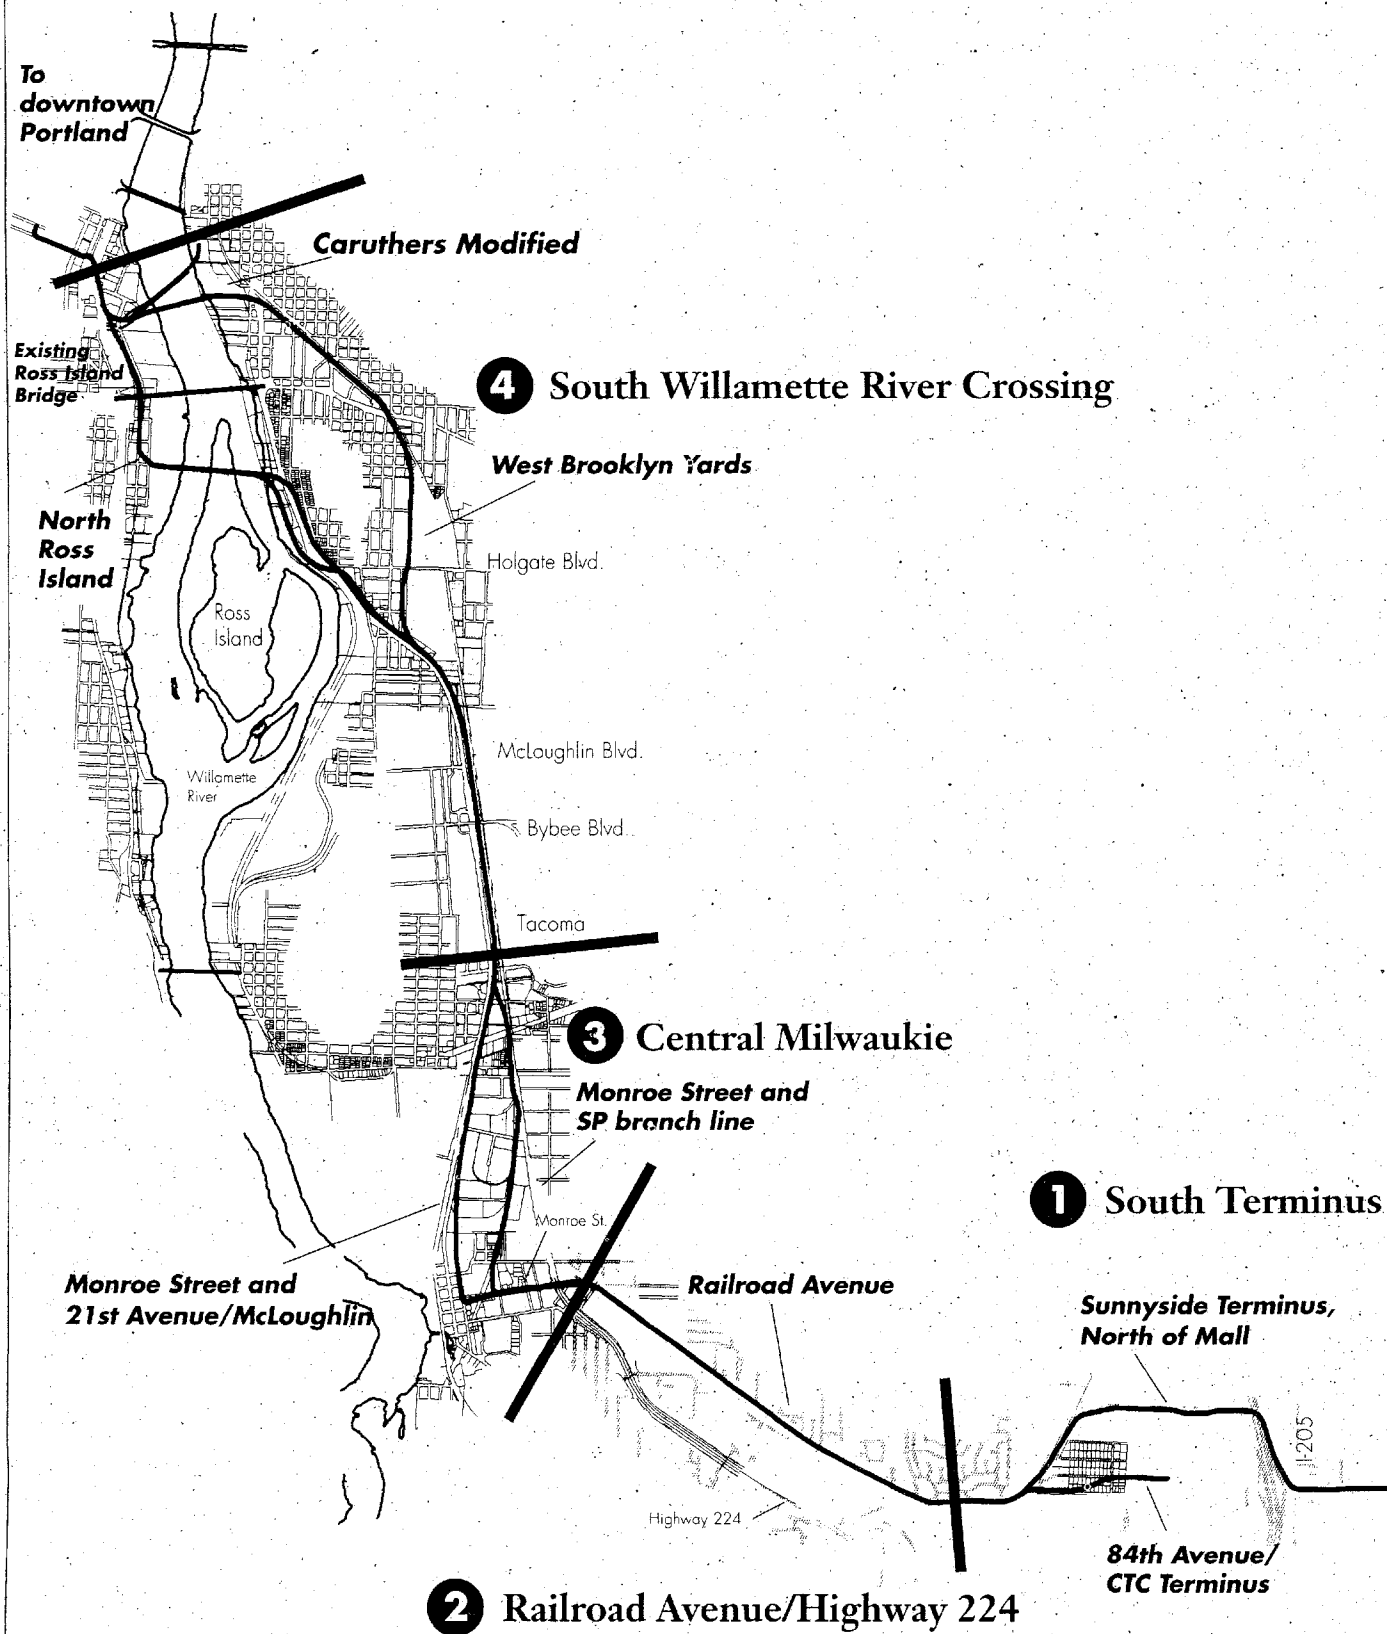 To
downtown
Portland
Caruthers Modified
Existing
Ross Island
Bridge
4 South Willamette River Crossing
West Brooklyn Yards
North
Ross
Island
Holgate Blvd.
Ross
Island
McLoughlin Blvd.
Willamette
River
Bybee Blvd.
Tacoma
3 Central Milwaukie
Monroe Street and
SP branch line
1 South Terminus
Monroe St.
Monroe Street and
21st Avenue/McLoughlin
Railroad Avenue
Sunnyside Terminus,
North of Mall
I-205
Highway 224
84th Avenue/
CTC Terminus
2 Railroad Avenue/Highway 224